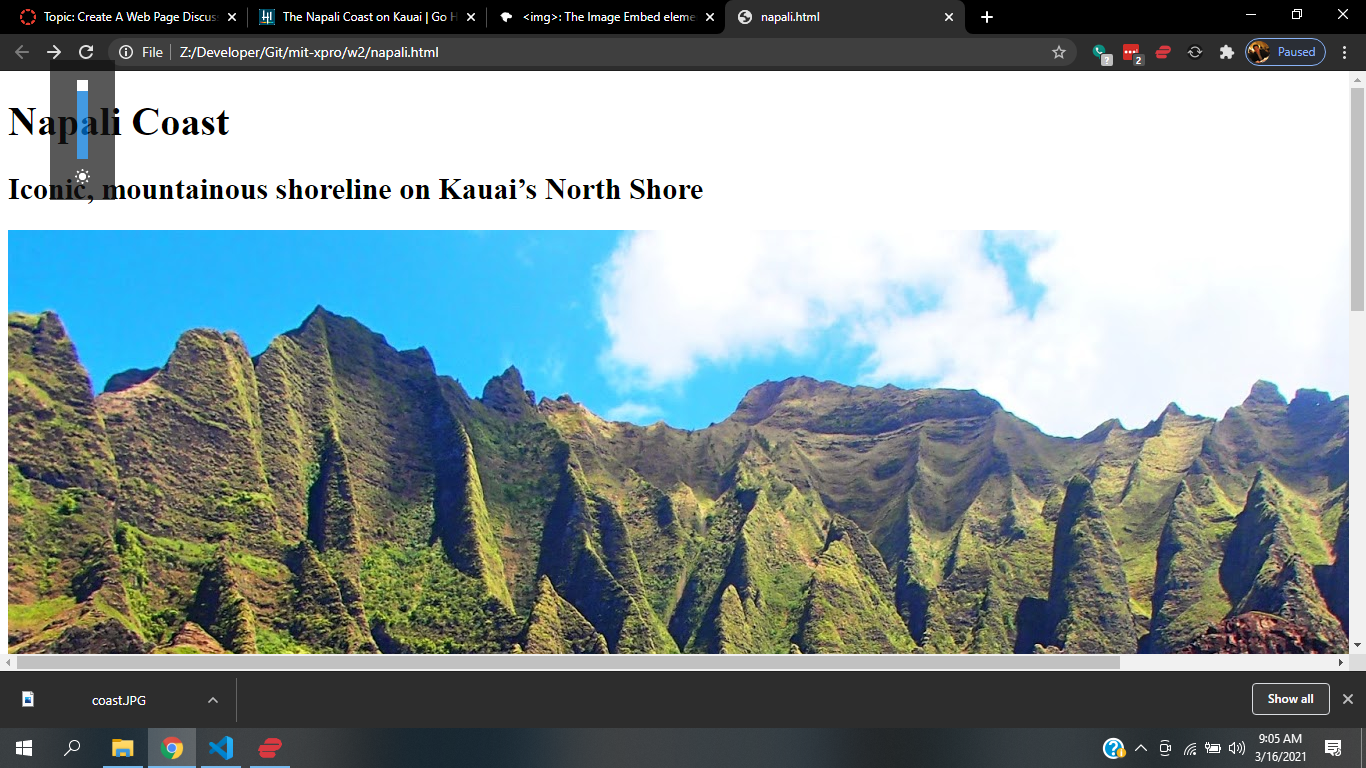 Topic: Create A Web Page Discus
The Napali Coast on Kauai | Go H
<img>: The Image Embed eleme
napali.html
File
Z:/Developer/Git/mit-xpro/w2/napali.html
?
2
Paused
Napali Coast
Iconic, mountainous shoreline on Kauai’s North Shore
coast.JPG
Show all
9:05 AM
3/16/2021